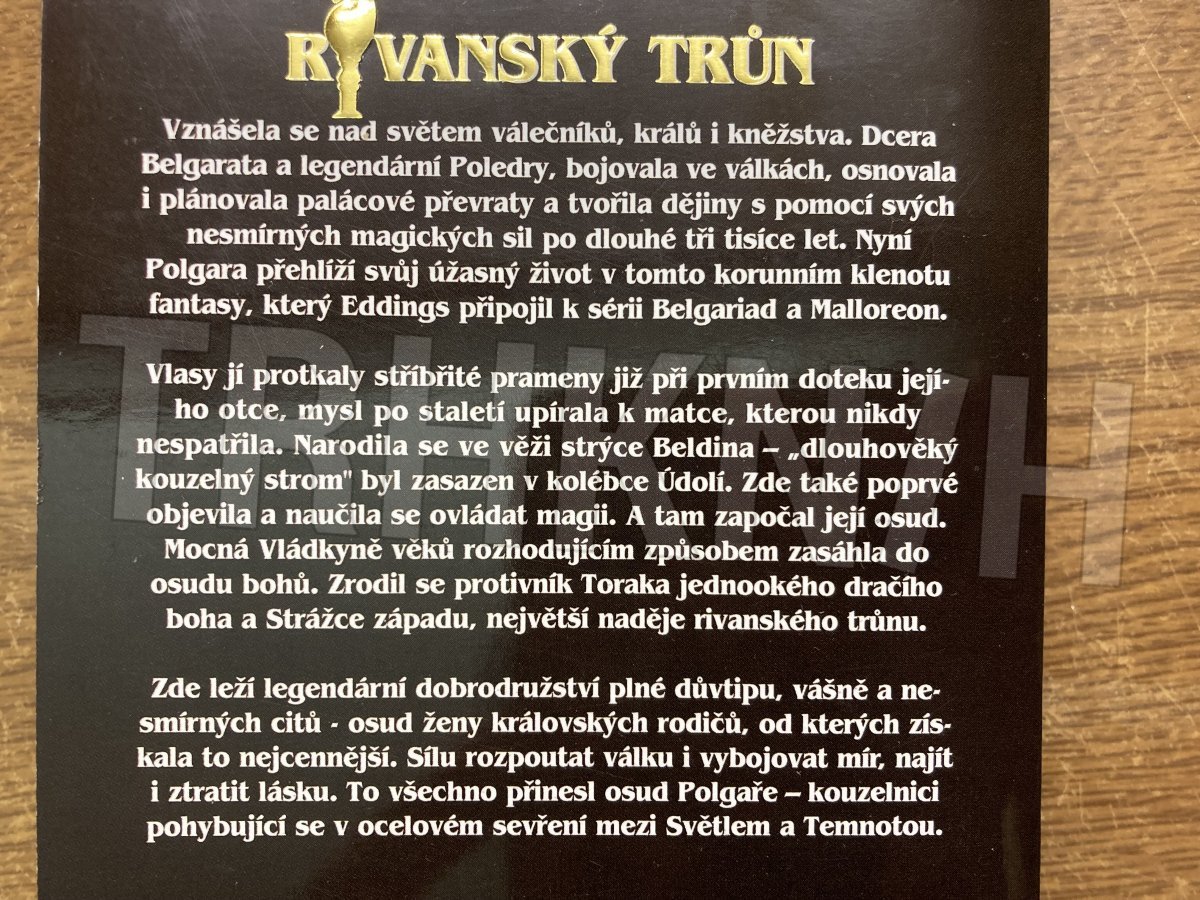 RIVANSKÝ TRŮN
Vznášela se nad světem válečníků, králů i kněžstva. Dcera
Belgarata a legendární Poledry, bojovala ve válkách, osnovala
i plánovala palácové převraty a tvořila dějiny s pomocí svých
nesmírných magických sil po dlouhé tři tisíce let. Nyní
Polgara přehlíží svůj úžasný život v tomto korunním klenotu
fantasy, který Eddings připojil k sérii Belgariad a Malloreon.
Vlasy jí protkaly stříbřité prameny již při prvním doteku její-
ho otce, mysl po staletí upírala k matce, kterou nikdy
nespatřila. Narodila se ve věži strýce Beldina – „dlouhověký
kouzelný strom" byl zasazen v kolébce Údolí. Zde také poprvé
objevila a naučila se ovládat magii. A tam započal její osud.
Mocná Vládkyně věků rozhodujícím způsobem zasáhla do
osudu bohů. Zrodil se protivník Toraka jednookého dračího
boha a Strážce západu, největší naděje rivanského trůnu.
Zde leží legendární dobrodružství plné důvtipu, vášně a ne-
smírných citů - osud ženy královských rodičů, od kterých zís-
kala to nejcennější. Sílu rozpoutat válku i vybojovat mír, najít
i ztratit lásku. To všechno přinesl osud Polgaře – kouzelnici
pohybující se v ocelovém sevření mezi Světlem a Temnotou.
TRHKNIH